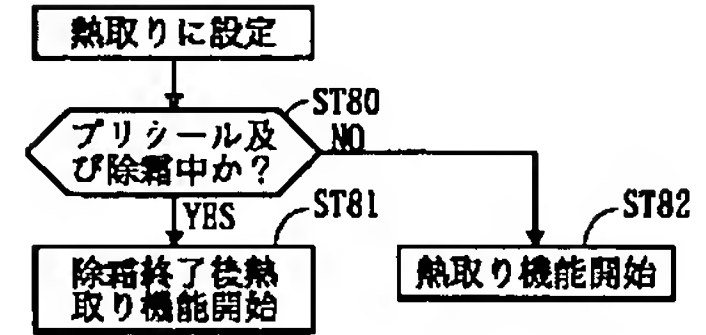 熱取りに設定
ST80
プリシール及
び除霜中か?
NO
YES
ST81
ST82
除霜終了後熱
取り機能開始
熱取り機能開始